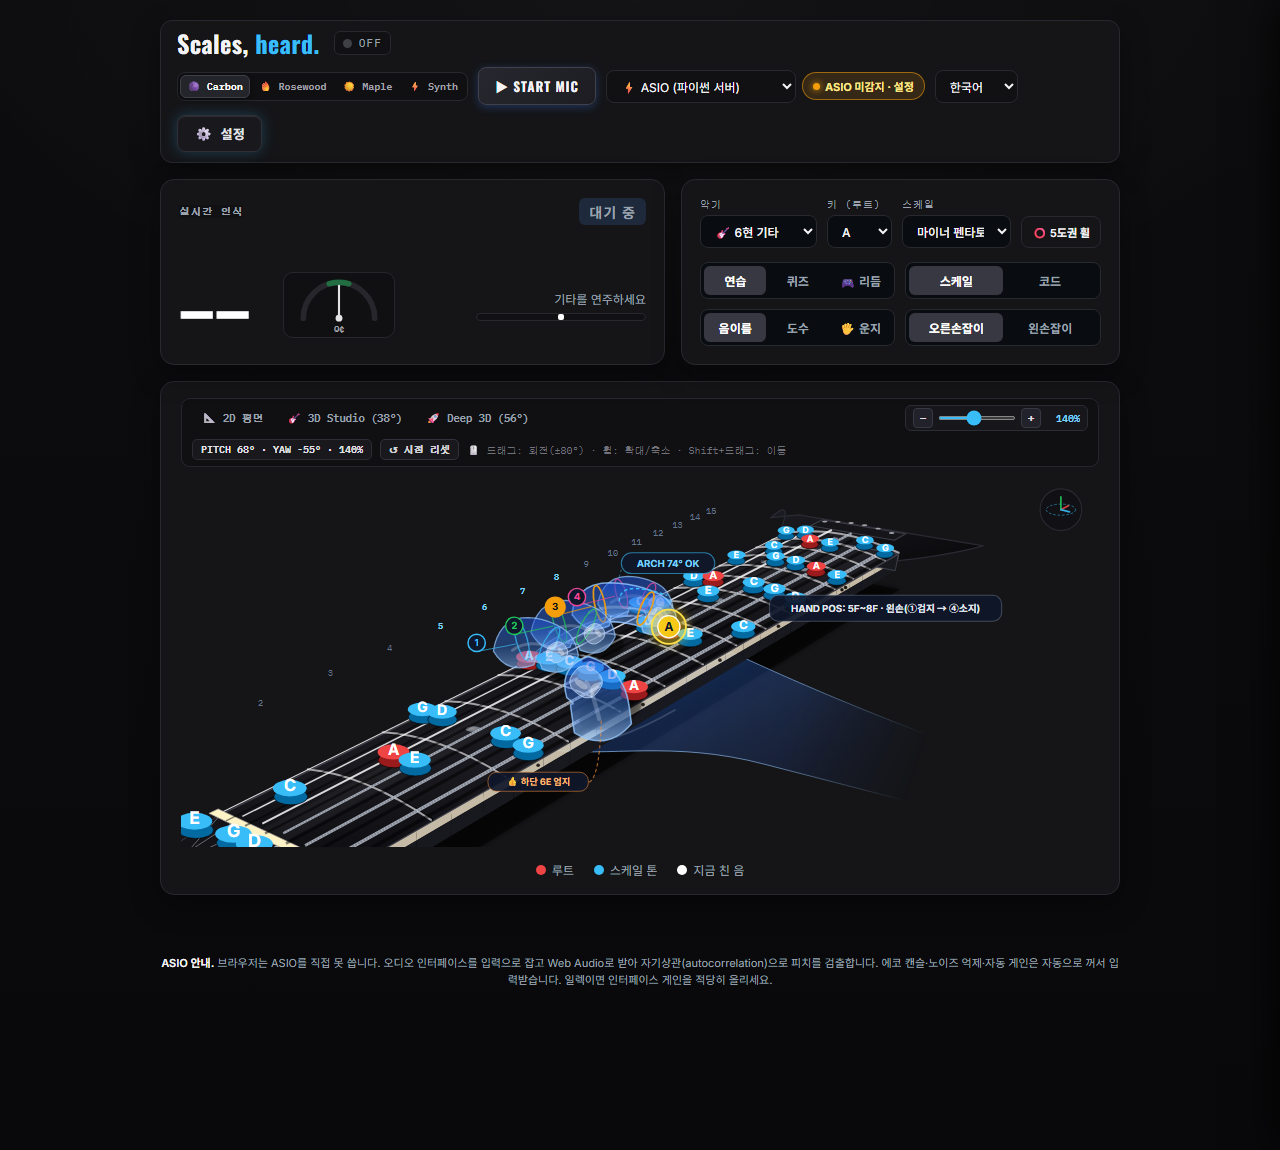 Scales, heard. OFF
Carbon Rosewood Maple Synth ▶ START MIC ASIO (파이썬 서버) ASIO 미감지 · 설정 한국어
설정
실시간 인식 대기 중
0¢
기타를 연주하세요
악기 키 (루트) 스케일
6현 기타 A 마이너 펜타토 5도권 휠
연습 퀴즈 리듬 스케일 코드
음이름 도수 운지 오른손잡이 왼손잡이
2D 평면 3D Studio (38°) Deep 3D (56°) − + 140%
PITCH 68° · YAW -55° · 140% ↺ 시점 리셋 드래그: 회전(±80°) · 휠: 확대/축소 · Shift+드래그: 이동
2 3 4 5 6 7 8 9 10 11 12 13 14 15
ARCH 74° OK
HAND POS: 5F~8F · 왼손(①검지 → ④소지)
1 2 3 4
G D
C A E C G
E G D A E
D A C G
E D
A E C
A E C
C D A
G D
C G
A E
C
E G D
하단 6E 엄지
루트 스케일 톤 지금 친 음
ASIO 안내. 브라우저는 ASIO를 직접 못 씁니다. 오디오 인터페이스를 입력으로 잡고 Web Audio로 받아 자기상관(autocorrelation)으로 피치를 검출합니다. 에코 캔슬·노이즈 억제·자동 게인은 자동으로 꺼서 입
력받습니다. 일렉이면 인터페이스 게인을 적당히 올리세요.